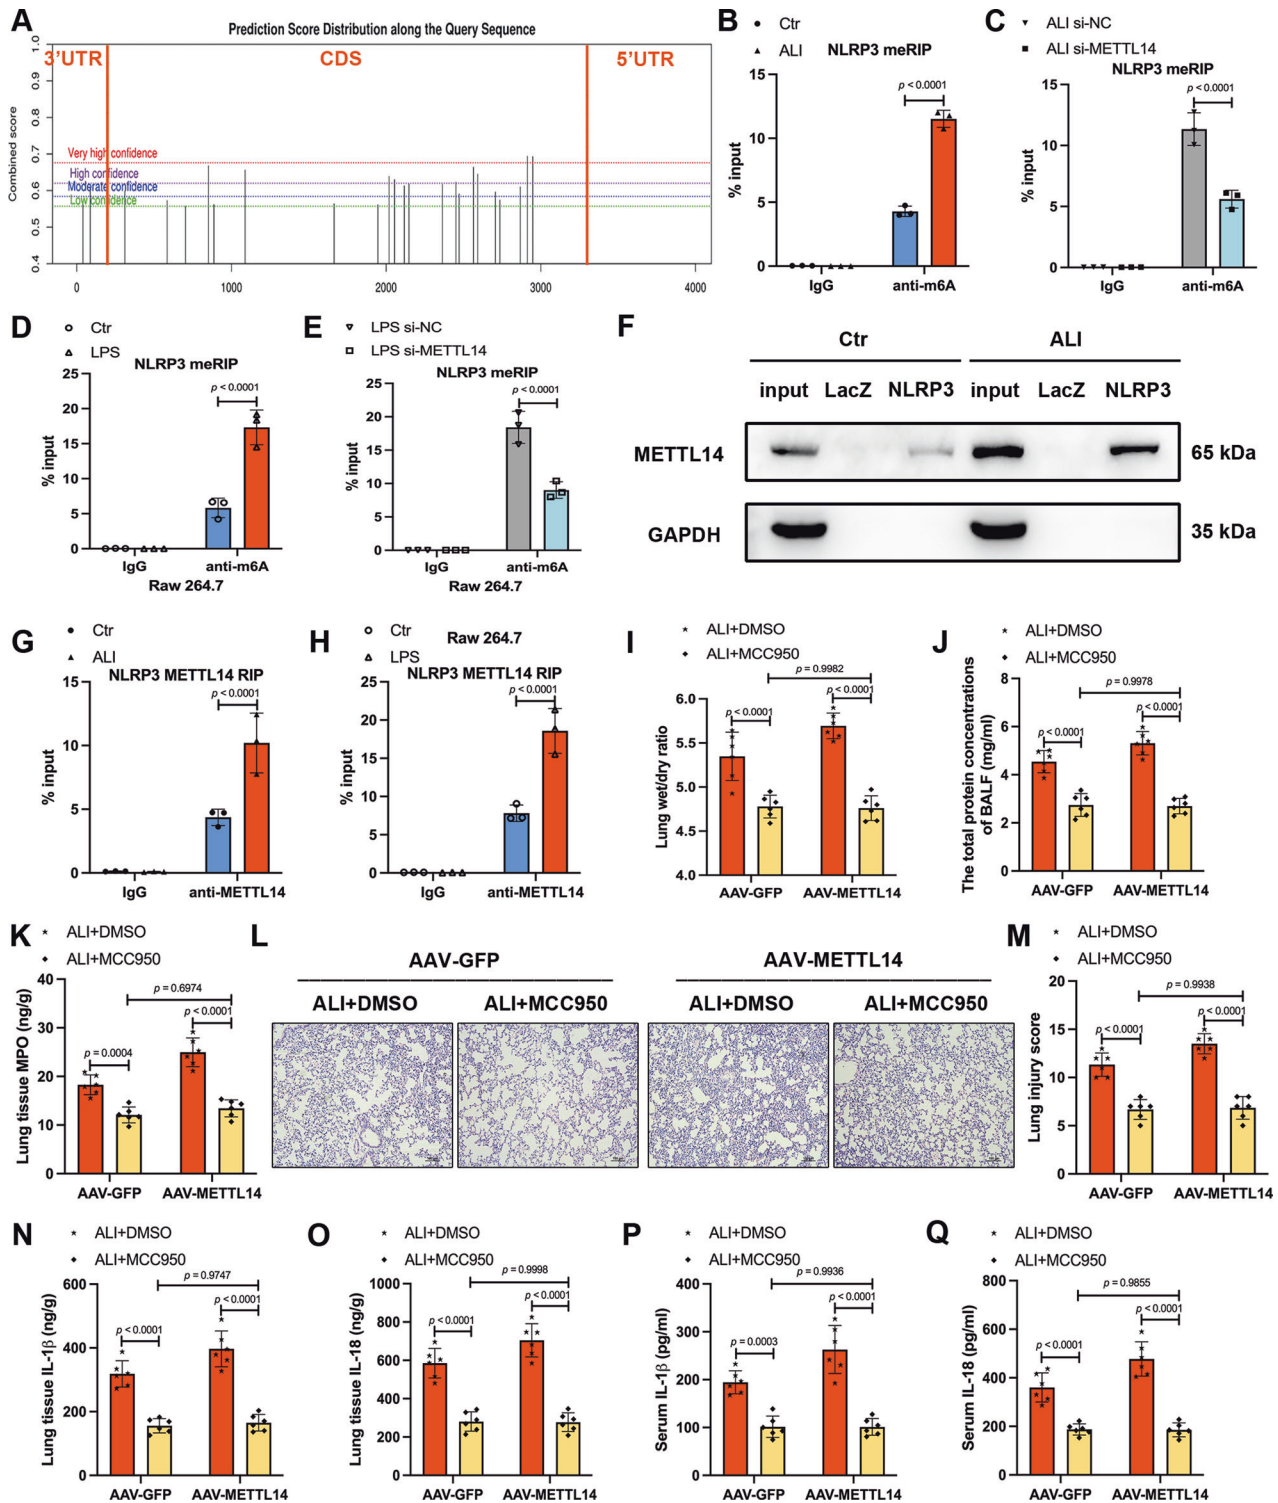 A
Prediction Score Distribution along the Query Sequence
3'UTR CDS 5'UTR
Combined score
1.0
0.9
0.8
0.7
0.6
0.5
0.4
Very high confidence
High confidence
Moderate confidence
Low confidence
0 1000 2000 3000 4000
B
Ctr
ALI
NLRP3 meRIP
p < 0.0001
% input
15
10
5
0
IgG anti-m6A
C
ALI si-NC
ALI si-METTL14
NLRP3 meRIP
p < 0.0001
% input
15
10
5
0
IgG anti-m6A
D
Ctr
LPS
NLRP3 meRIP
p < 0.0001
% input
25
20
15
10
5
0
IgG anti-m6A
Raw 264.7
E
LPS si-NC
LPS si-METTL14
NLRP3 meRIP
p < 0.0001
% input
25
20
15
10
5
0
IgG anti-m6A
Raw 264.7
F
Ctr ALI
input LacZ NLRP3 input LacZ NLRP3
METTL14 65 kDa
GAPDH 35 kDa
G
Ctr
ALI
NLRP3 METTL14 RIP
p < 0.0001
% input
15
10
5
0
IgG anti-METTL14
H
Ctr
LPS
Raw 264.7
NLRP3 METTL14 RIP
p < 0.0001
% input
25
20
15
10
5
0
IgG anti-METTL14
I
ALI+DMSO
ALI+MCC950
p = 0.9982
p < 0.0001
p < 0.0001
Lung wet/dry ratio
6.0
5.5
5.0
4.5
4.0
AAV-GFP AAV-METTL14
J
ALI+DMSO
ALI+MCC950
p = 0.9978
p < 0.0001
p < 0.0001
The total protein concentrations
of BALF (mg/ml)
8
6
4
2
0
AAV-GFP AAV-METTL14
K
ALI+DMSO
ALI+MCC950
p = 0.6974
p < 0.0001
p = 0.0004
Lung tissue MPO (ng/g)
40
30
20
10
0
AAV-GFP AAV-METTL14
L
AAV-GFP AAV-METTL14
ALI+DMSO ALI+MCC950 ALI+DMSO ALI+MCC950
M
ALI+DMSO
ALI+MCC950
p = 0.9938
p < 0.0001
p < 0.0001
Lung injury score
20
15
10
5
0
AAV-GFP AAV-METTL14
N
ALI+DMSO
ALI+MCC950
p = 0.9747
p < 0.0001
p < 0.0001
Lung tissue IL-1β (ng/g)
600
400
200
0
AAV-GFP AAV-METTL14
O
ALI+DMSO
ALI+MCC950
p = 0.9998
p < 0.0001
p < 0.0001
Lung tissue IL-18 (ng/g)
1000
800
600
400
200
0
AAV-GFP AAV-METTL14
P
ALI+DMSO
ALI+MCC950
p = 0.9936
p < 0.0001
p = 0.0003
Serum IL-1β (pg/ml)
400
300
200
100
0
AAV-GFP AAV-METTL14
Q
ALI+DMSO
ALI+MCC950
p = 0.9855
p < 0.0001
p < 0.0001
Serum IL-18 (pg/ml)
800
600
400
200
0
AAV-GFP AAV-METTL14